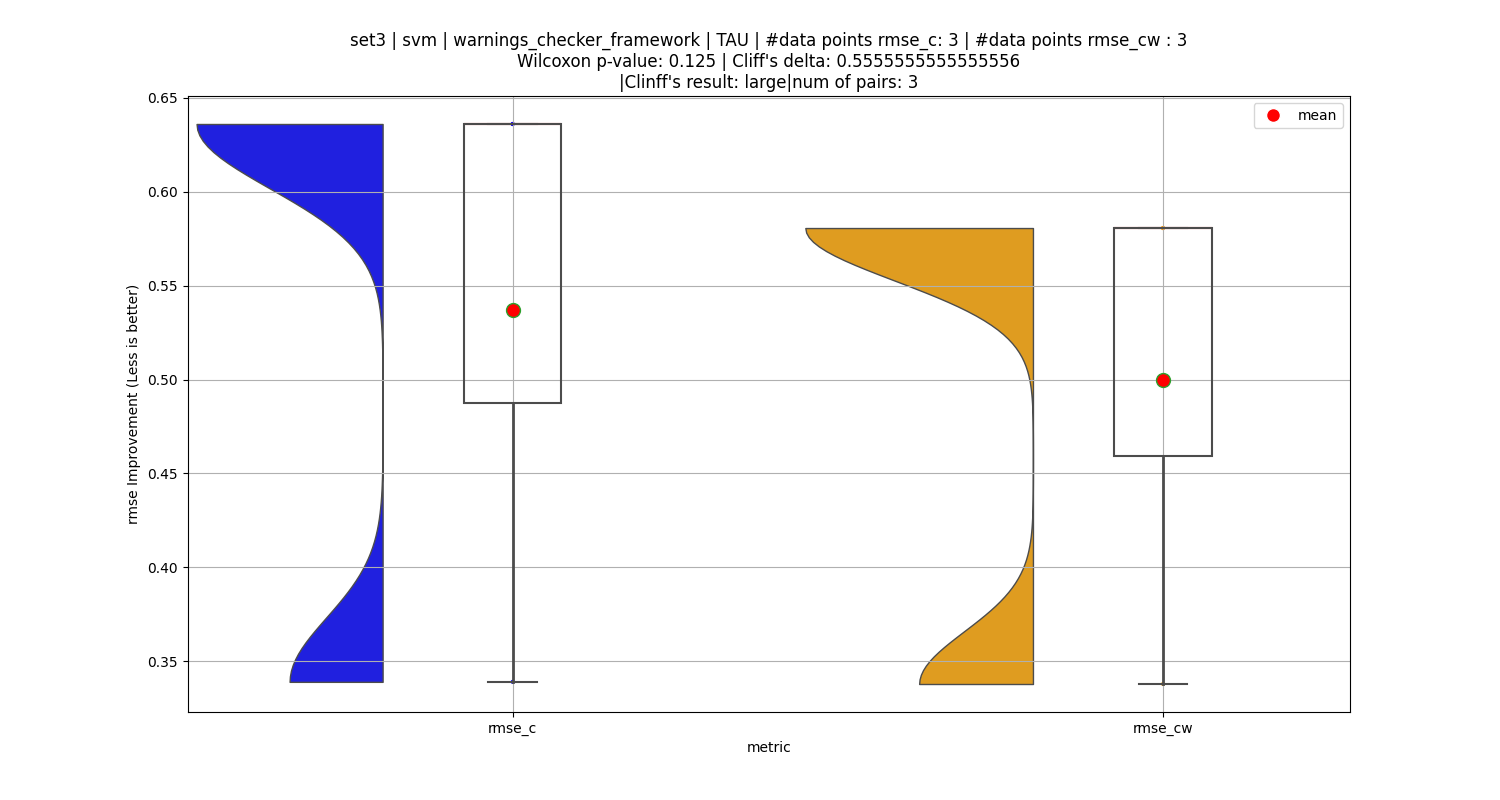 set3 | svm | warnings_checker_framework | TAU | #data points rmse_c: 3 | #data points rmse_cw : 3
Wilcoxon p-value: 0.125 | Cliff's delta: 0.5555555555555556
|Clinff's result: large|num of pairs: 3
mean
rmse Improvement (Less is better)
0.65
0.60
0.55
0.50
0.45
0.40
0.35
rmse_c
rmse_cw
metric